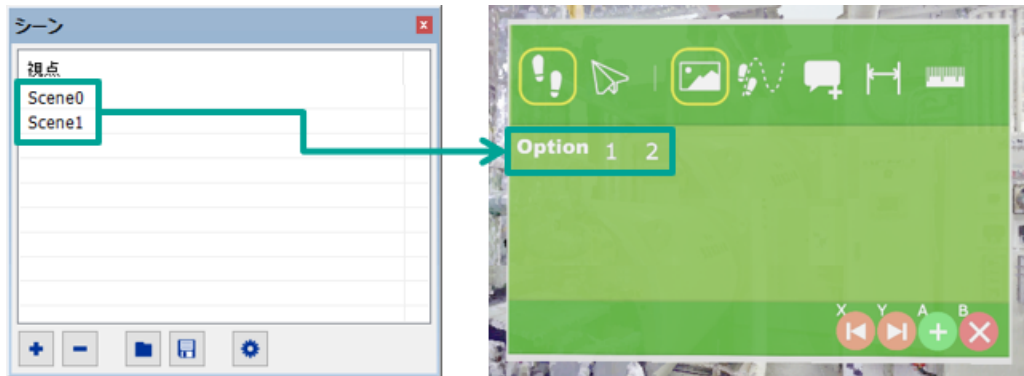 シーン
x
視点
Scene0
Scene1
Option 1 2
X Y A B